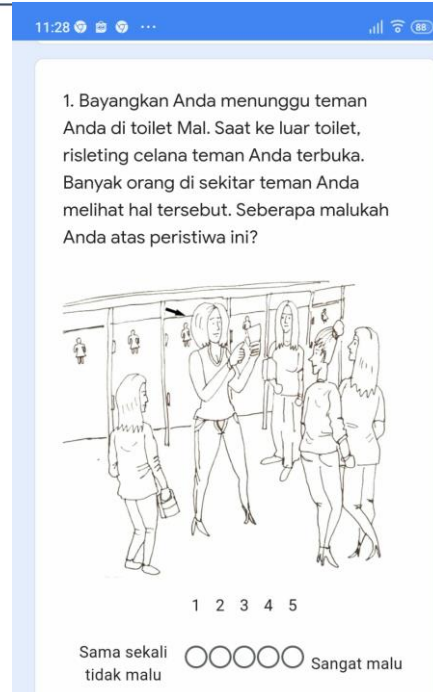 11:28 ... 88
1. Bayangkan Anda menunggu teman
Anda di toilet Mal. Saat ke luar toilet,
risleting celana teman Anda terbuka.
Banyak orang di sekitar teman Anda
melihat hal tersebut. Seberapa malukah
Anda atas peristiwa ini?
1 2 3 4 5
Sama sekali
tidak malu
Sangat malu